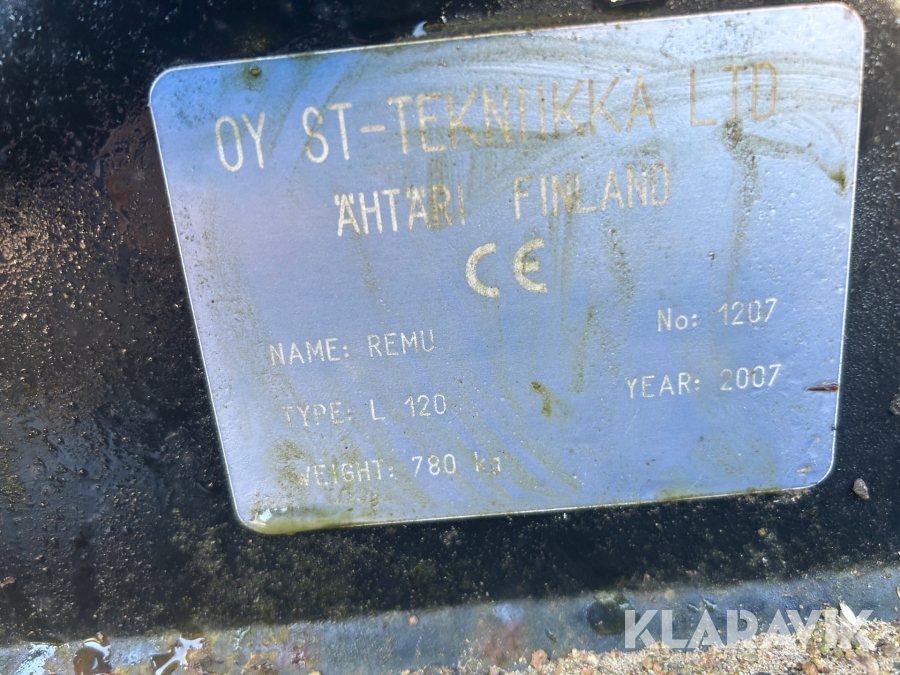 OY ST-TEKNIIKKA LTD
ÄHTÄRI FINLAND
CE
NAME: REMU
No: 1207
TYPE: L 120
YEAR: 2007
WEIGHT: 780 kg
KLARAVIK